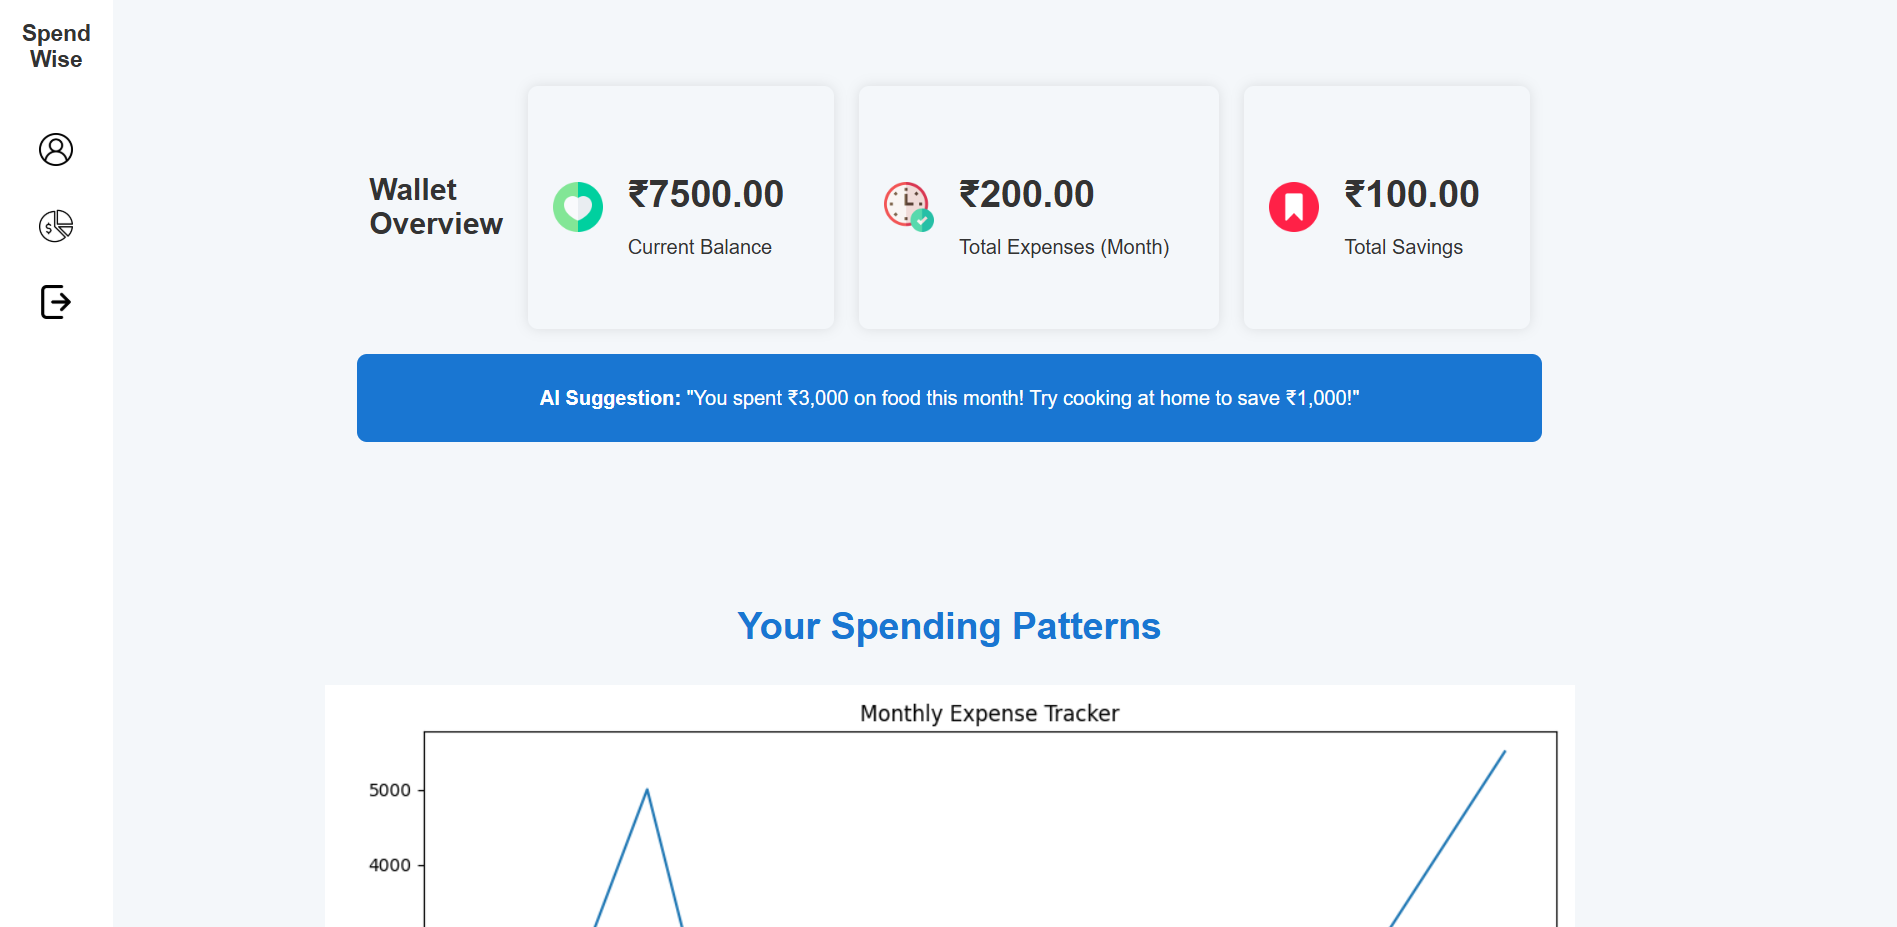 Spend
Wise
Wallet
Overview
₹7500.00
Current Balance
₹200.00
Total Expenses (Month)
₹100.00
Total Savings
AI Suggestion: "You spent ₹3,000 on food this month! Try cooking at home to save ₹1,000!"
Your Spending Patterns
Monthly Expense Tracker
5000
4000